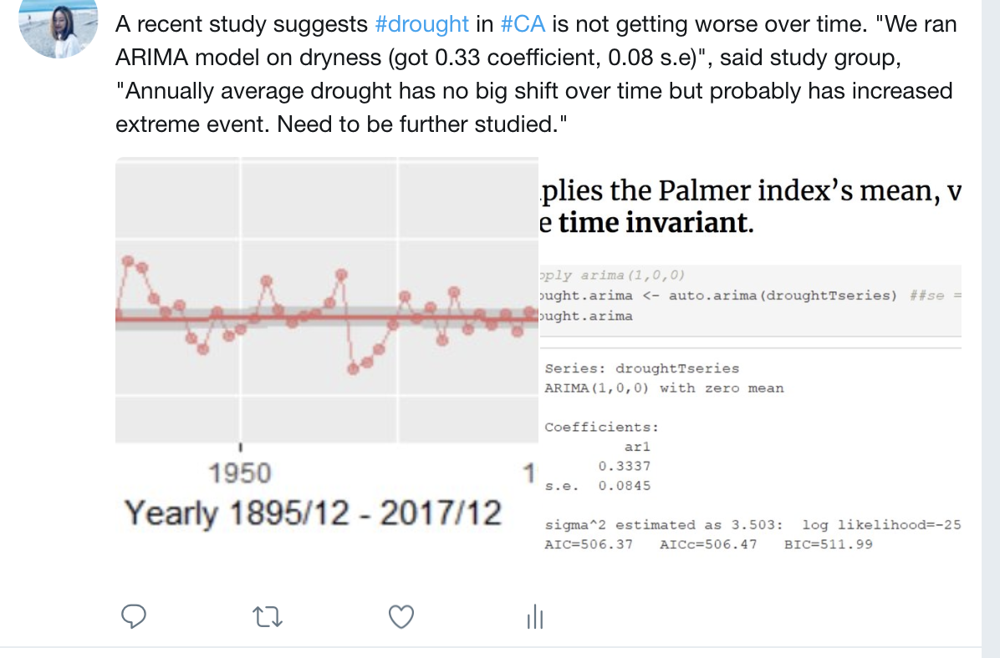 A recent study suggests #drought in #CA is not getting worse over time. "We ran
ARIMA model on dryness (got 0.33 coefficient, 0.08 s.e)", said study group,
"Annually average drought has no big shift over time but probably has increased
extreme event. Need to be further studied."
1950
1
Yearly 1895/12 - 2017/12
plies the Palmer index's mean, v
e time invariant.
pply arima(1,0,0)
ought.arima <- auto.arima(droughtTseries) ##se =
ought.arima
Series: droughtTseries
ARIMA(1,0,0) with zero mean
Coefficients:
ar1
0.3337
s.e. 0.0845
sigma^2 estimated as 3.503: log likelihood=-25
AIC=506.37 AICc=506.47 BIC=511.99